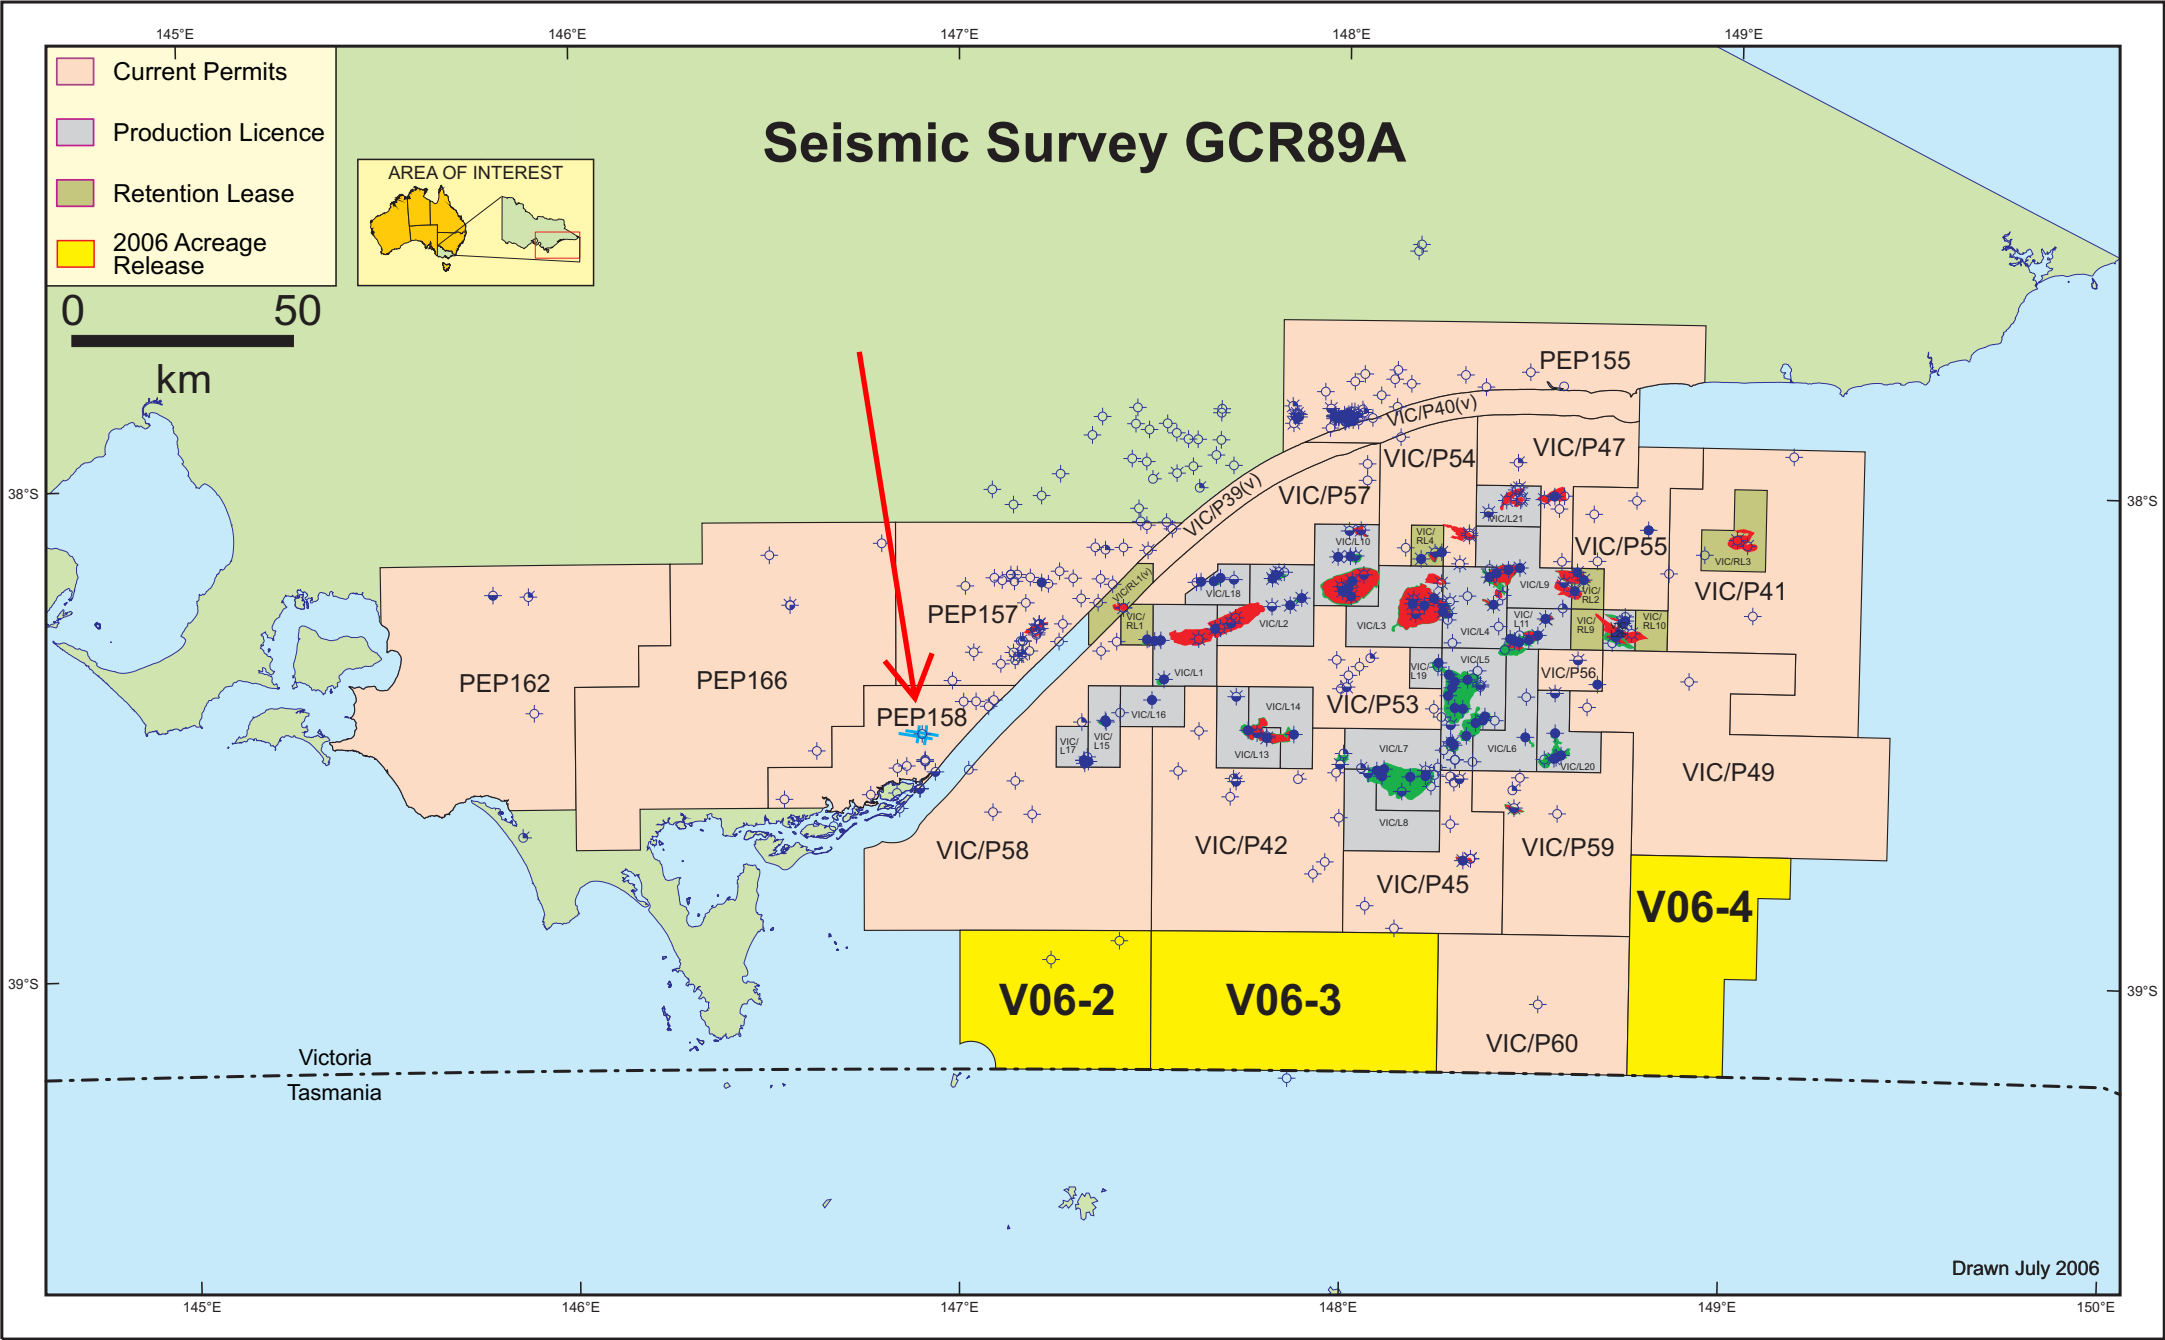 145°E
146°E
147°E
148°E
149°E
Current Permits
Production Licence
Retention Lease
2006 Acreage
Release
Seismic Survey GCR89A
AREA OF INTEREST
0 50
km
PEP155
VIC/P40(v)
VIC/P47
VIC/P54
VIC/P57
VIC/P39(v)
38°S
38°S
VIC/L21
VIC/L10
VIC/
RL4
VIC/P55
VIC/RL3
VIC/P41
VIC/RL1(v)
VIC/L18
VIC/L9
VIC/
RL2
PEP157
VIC/
RL1
VIC/L2
VIC/L3
VIC/L4
VIC/
L11
VIC/
RL9
VIC/
RL10
PEP162
PEP166
VIC/L1
VIC/
L19
VIC/L5
VIC/P56
PEP158
VIC/L16
VIC/L14
VIC/P53
VIC/
L17
VIC/
L15
VIC/L13
VIC/L7
VIC/L6
VIC/L20
VIC/P49
VIC/L8
VIC/P58
VIC/P42
VIC/P59
VIC/P45
V06-4
V06-2
V06-3
39°S
39°S
VIC/P60
Victoria
Tasmania
Drawn July 2006
145°E
146°E
147°E
148°E
149°E
150°E